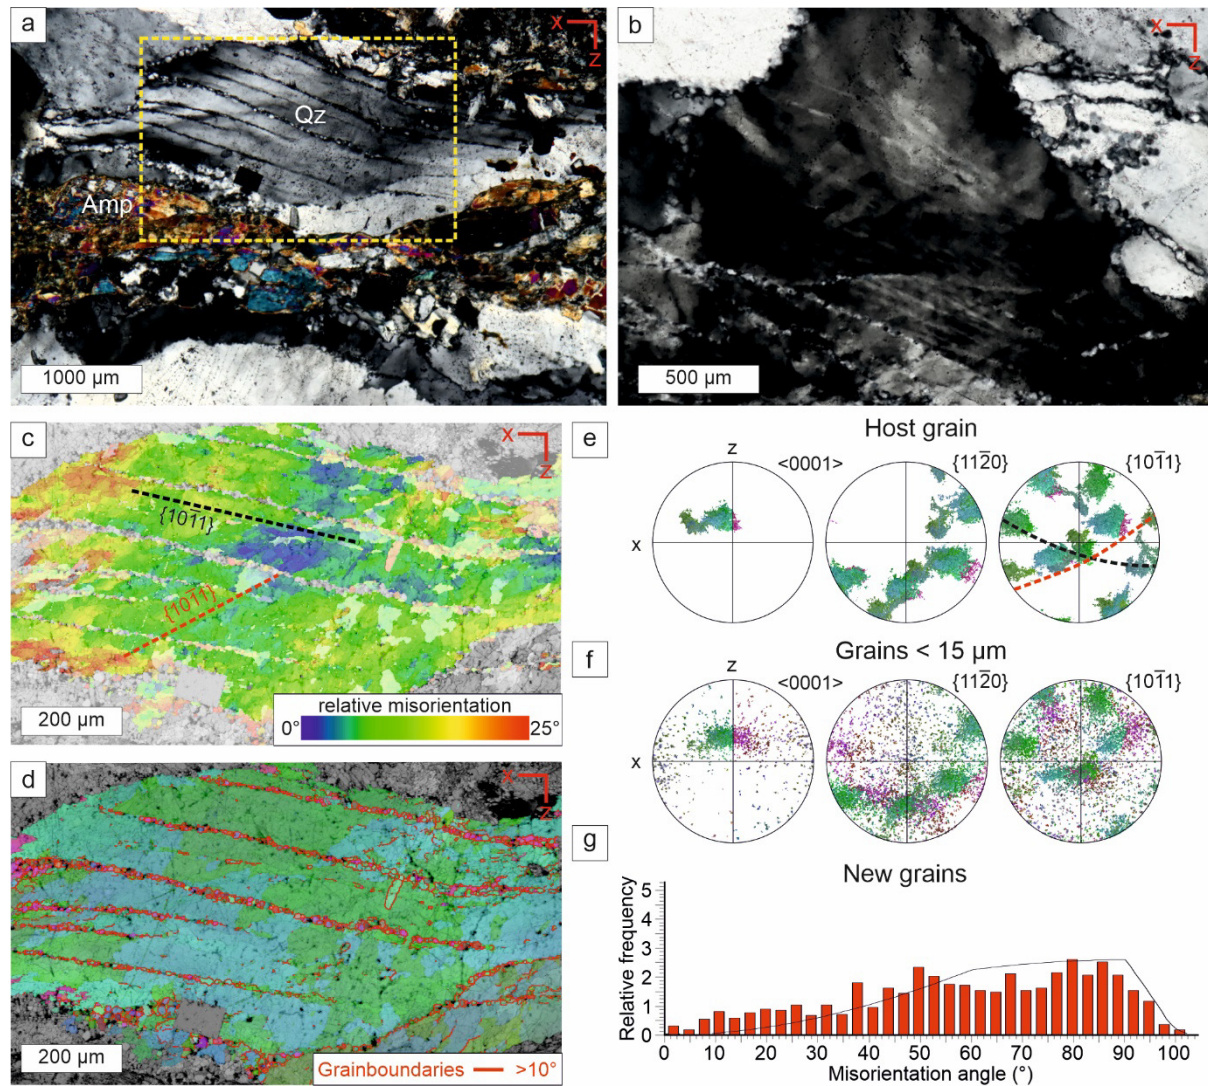 a
x
z
Qz
Amp
1000 µm
b
x
z
500 µm
c
x
z
{101̅1}
{101̅1}
relative misorientation
0°
25°
200 µm
d
x
z
200 µm
Grainboundaries >10°
e
Host grain
z
<0001>
{112̅0}
{101̅1}
x
f
Grains < 15 µm
z
<0001>
{112̅0}
{101̅1}
x
g
New grains
Relative frequency
5
4
3
2
1
0
0 10 20 30 40 50 60 70 80 90 100
Misorientation angle (°)